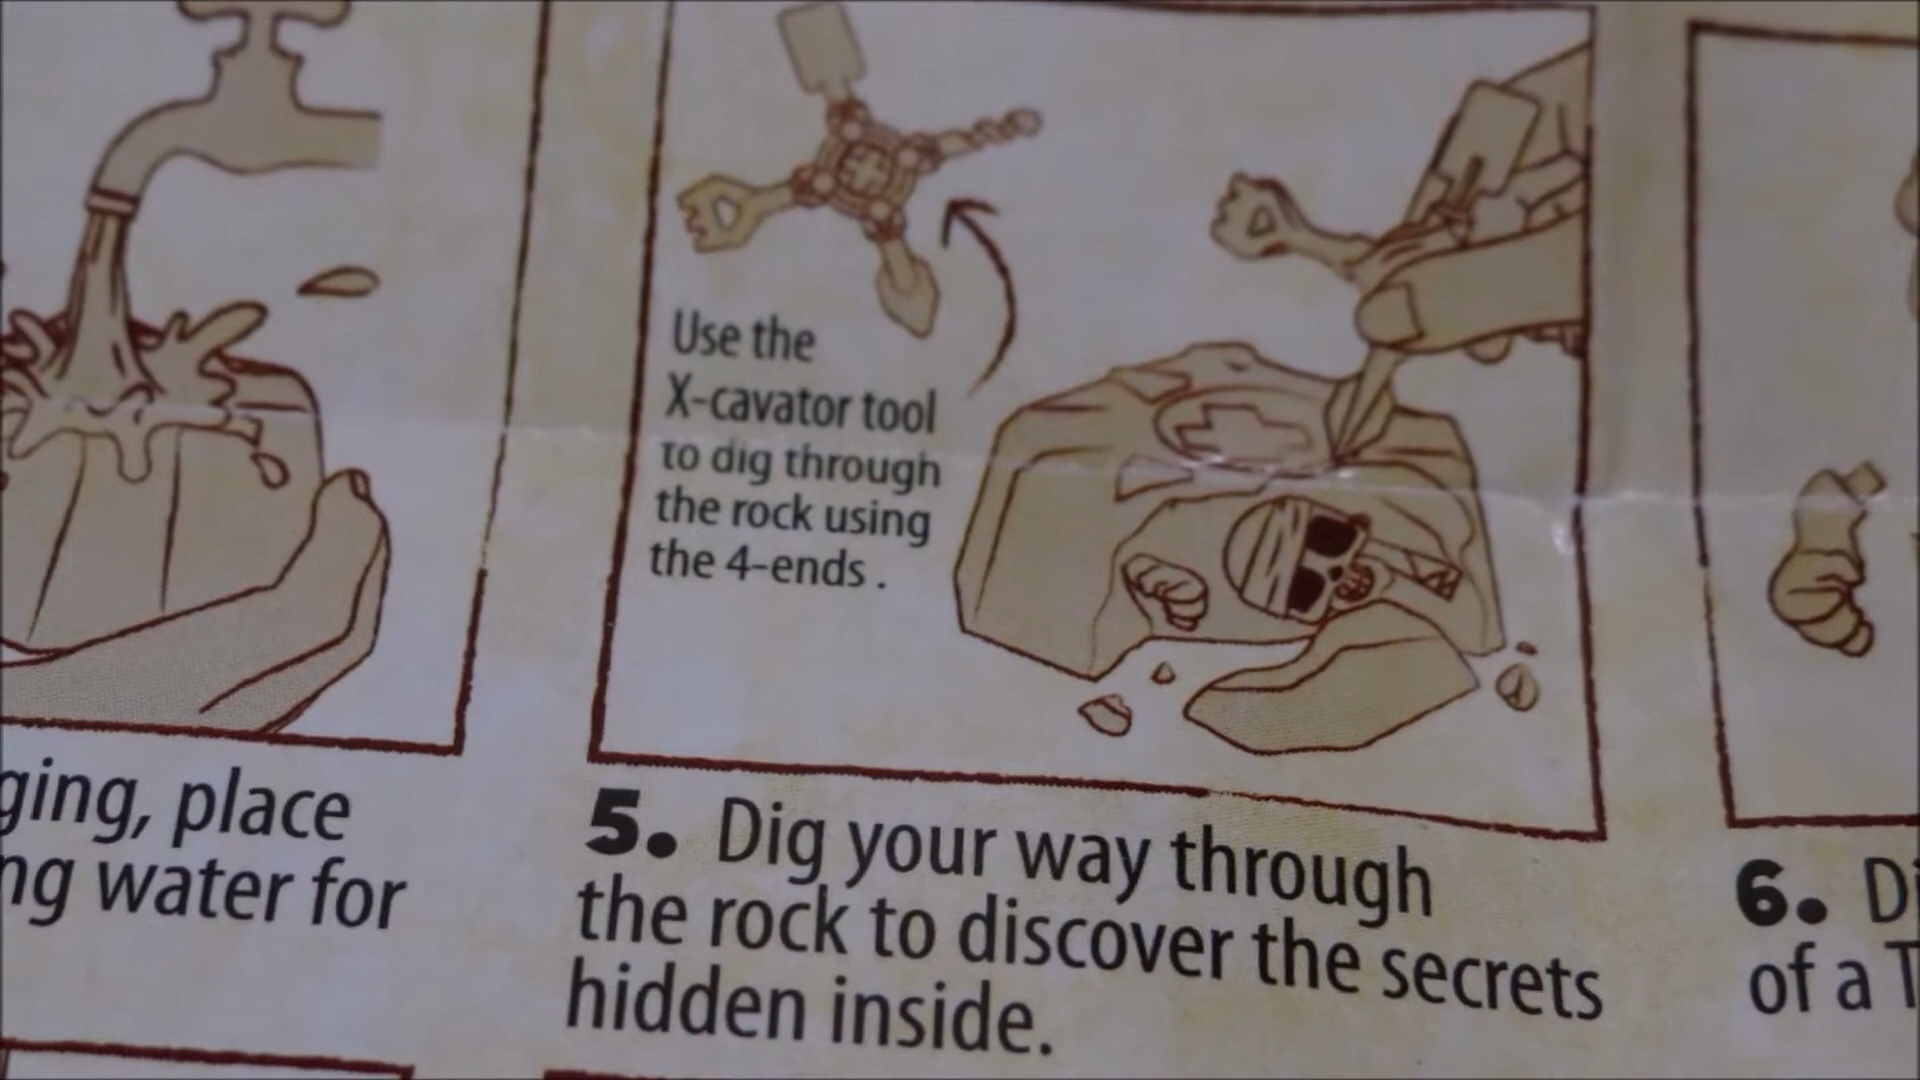 Use the
X-cavator tool
to dig through
the rock using
the 4-ends .
ging, place
ng water for
5. Dig your way through
the rock to discover the secrets
hidden inside.
6. Di
of a T